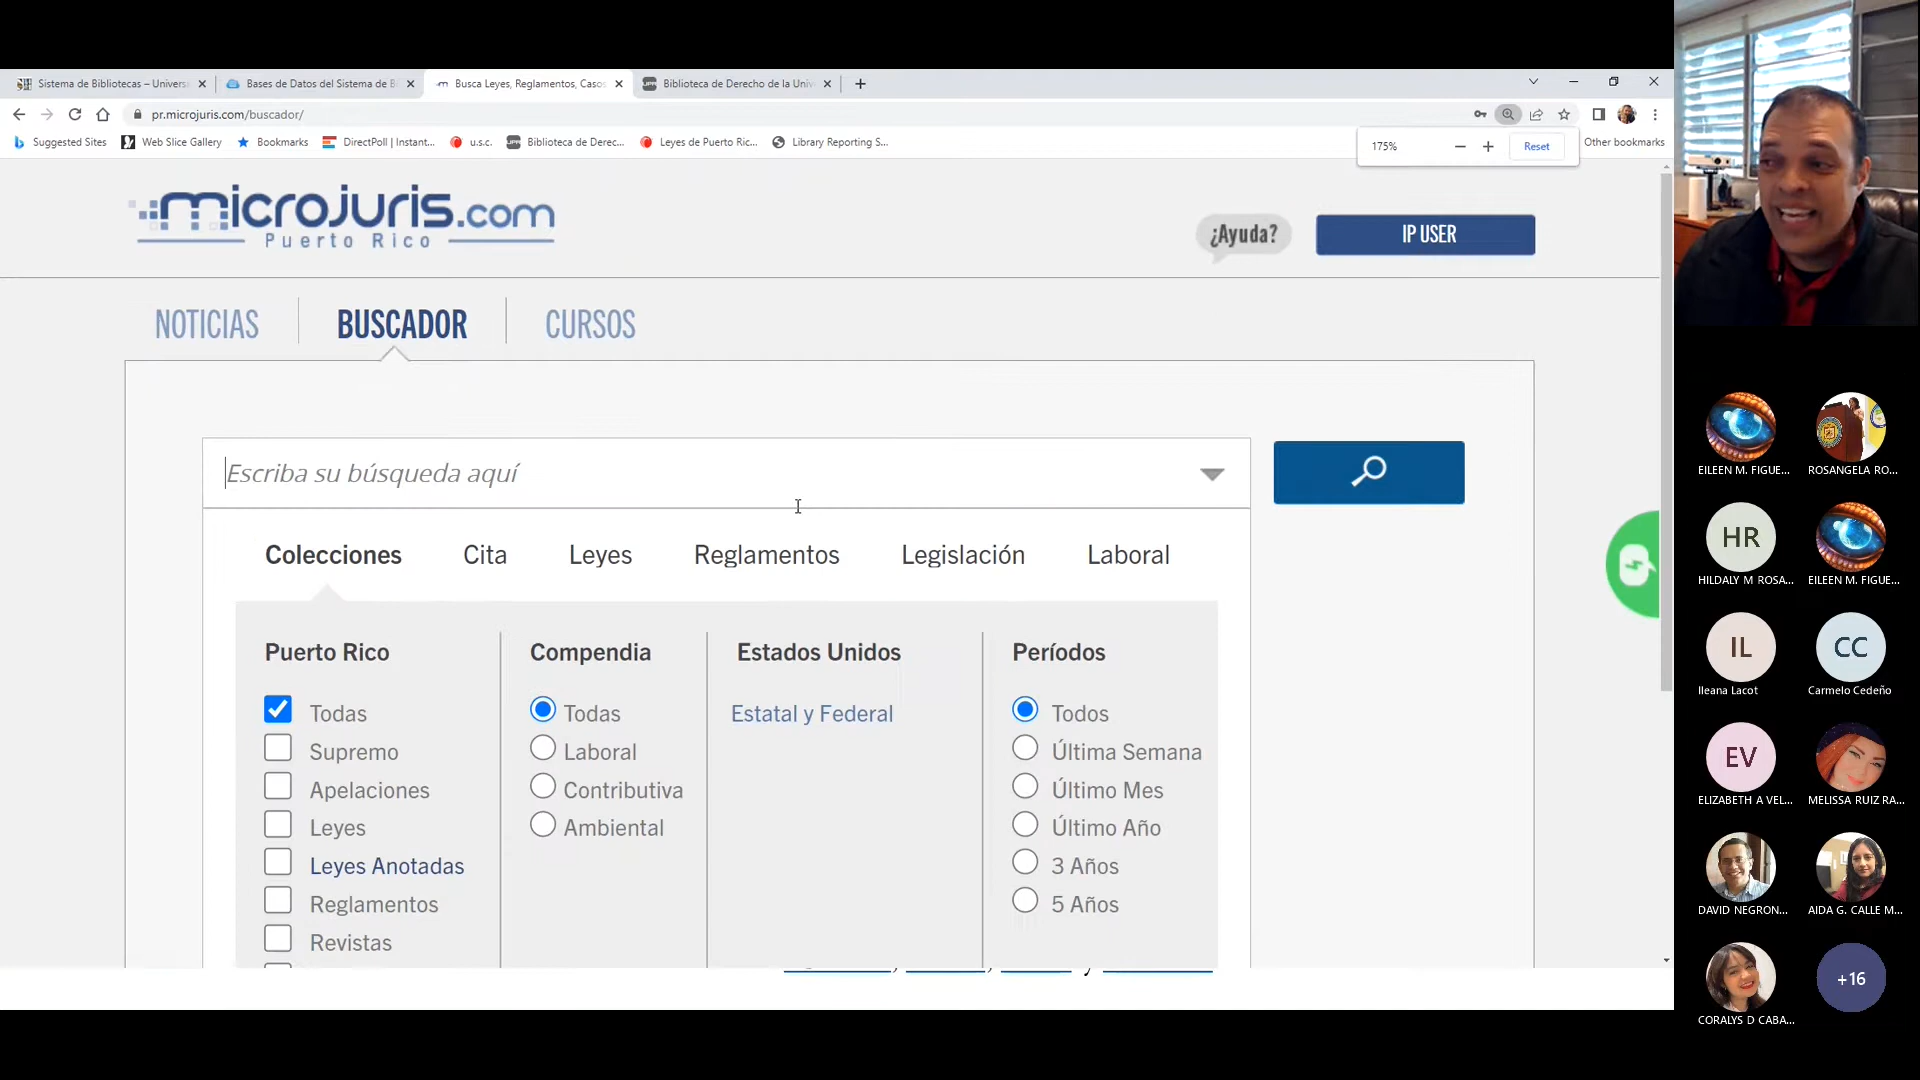 Sistema de Bibliotecas – Univers
Bases de Datos del Sistema de B
Busca Leyes, Reglamentos, Casos
Biblioteca de Derecho de la Univ
pr.microjuris.com/buscador/
Suggested Sites
Web Slice Gallery
Bookmarks
DirectPoll | Instant...
u.s.c.
Biblioteca de Derec...
Leyes de Puerto Ric...
Library Reporting S...
175%
Reset
Other bookmarks
microjuris.com
Puerto Rico
¿Ayuda?
IP USER
NOTICIAS
BUSCADOR
CURSOS
Escriba su búsqueda aquí
Colecciones
Cita
Leyes
Reglamentos
Legislación
Laboral
Puerto Rico
Todas
Supremo
Apelaciones
Leyes
Leyes Anotadas
Reglamentos
Revistas
Compendia
Todas
Laboral
Contributiva
Ambiental
Estados Unidos
Estatal y Federal
Períodos
Todos
Última Semana
Último Mes
Último Año
3 Años
5 Años
EILEEN M. FIGUE...
ROSANGELA RO...
HR
HILDALY M ROSA...
EILEEN M. FIGUE...
IL
Ileana Lacot
CC
Carmelo Cedeño
EV
ELIZABETH A VEL...
MELISSA RUIZ RA...
DAVID NEGRON...
AIDA G. CALLE M...
CORALYS D CABA...
+16